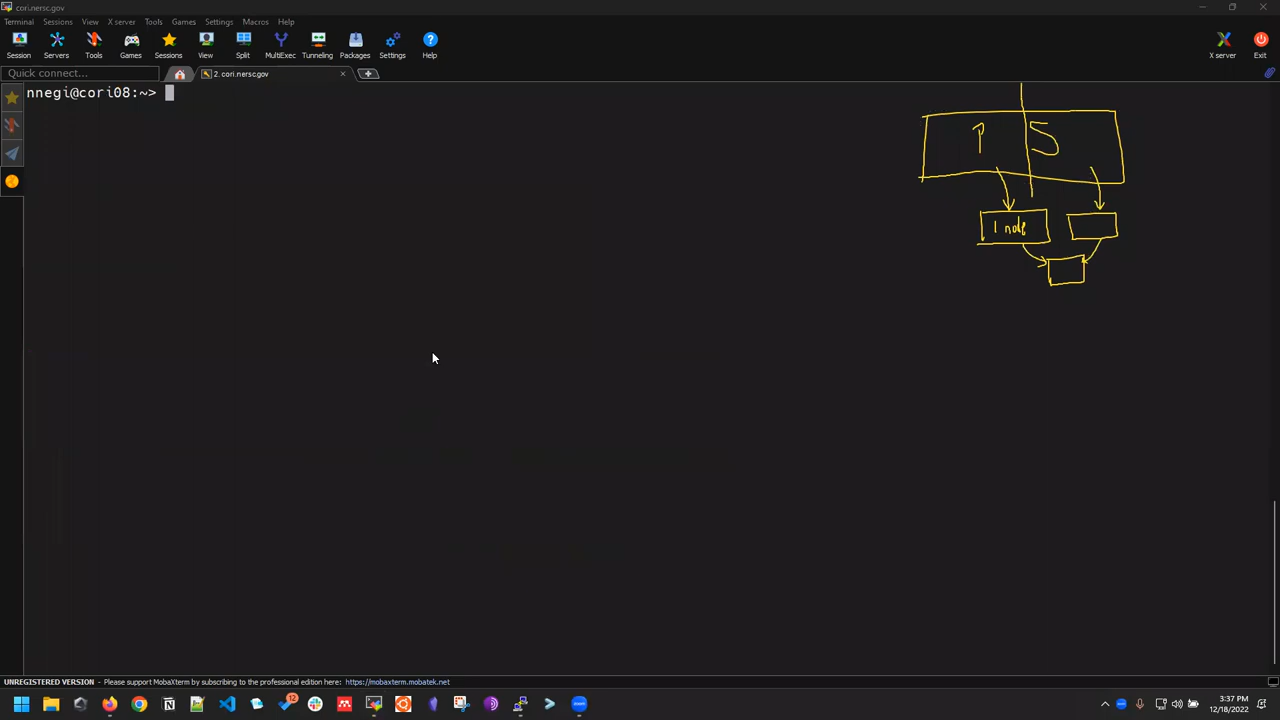 cori.nersc.gov
Terminal Sessions View X server Tools Games Settings Macros Help
Session Servers Tools Games Sessions View Split MultiExec Tunneling Packages Settings Help X server Exit
Quick connect...
2. cori.nersc.gov
nnegi@cori08:~>
P S
1 node
UNREGISTERED VERSION - Please support MobaXterm by subscribing to the professional edition here: https://mobaxterm.mobatek.net
12
3:37 PM
12/18/2022